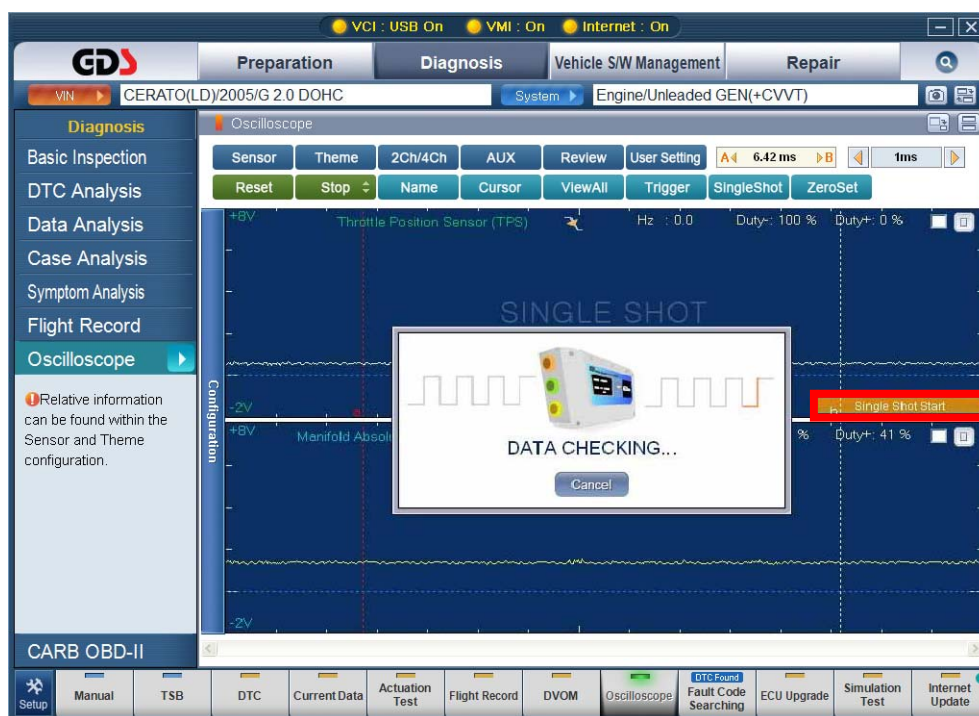 VCI : USB On VMI : On Internet : On
GDS
Preparation Diagnosis Vehicle S/W Management Repair
VIN CERATO(LD)/2005/G 2.0 DOHC System Engine/Unleaded GEN(+CVVT)
Diagnosis
Basic Inspection
DTC Analysis
Data Analysis
Case Analysis
Symptom Analysis
Flight Record
Oscilloscope
Relative information
can be found within the
Sensor and Theme
configuration.
CARB OBD-II
Oscilloscope
Sensor Theme 2Ch/4Ch AUX Review User Setting A 6.42 ms B 1ms
Reset Stop Name Cursor ViewAll Trigger SingleShot ZeroSet
Configuration
+8V Throttle Position Sensor (TPS) Hz : 0.0 Duty-: 100 % Duty+: 0 %
SINGLE SHOT
-2V a b Single Shot Start
+8V Manifold % Duty+: 41 %
DATA CHECKING...
Cancel
-2V
Setup Manual TSB DTC Current Data Actuation Test Flight Record DVOM Oscilloscope DTC Found Fault Code Searching ECU Upgrade Simulation Test Internet Update